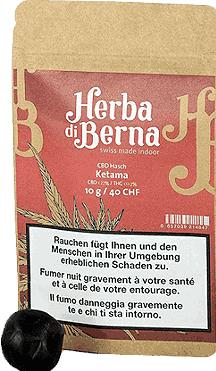 Herba
di Berna
swiss made indoor
CBD Hasch
Ketama
10 g / 40 CHF
Rauchen fügt Ihnen und den
Menschen in Ihrer Umgebung
erheblichen Schaden zu.
Fumer nuit gravement à votre santé
et à celle de votre entourage.
Il fumo danneggia gravemente
te e chi ti sta intorno.